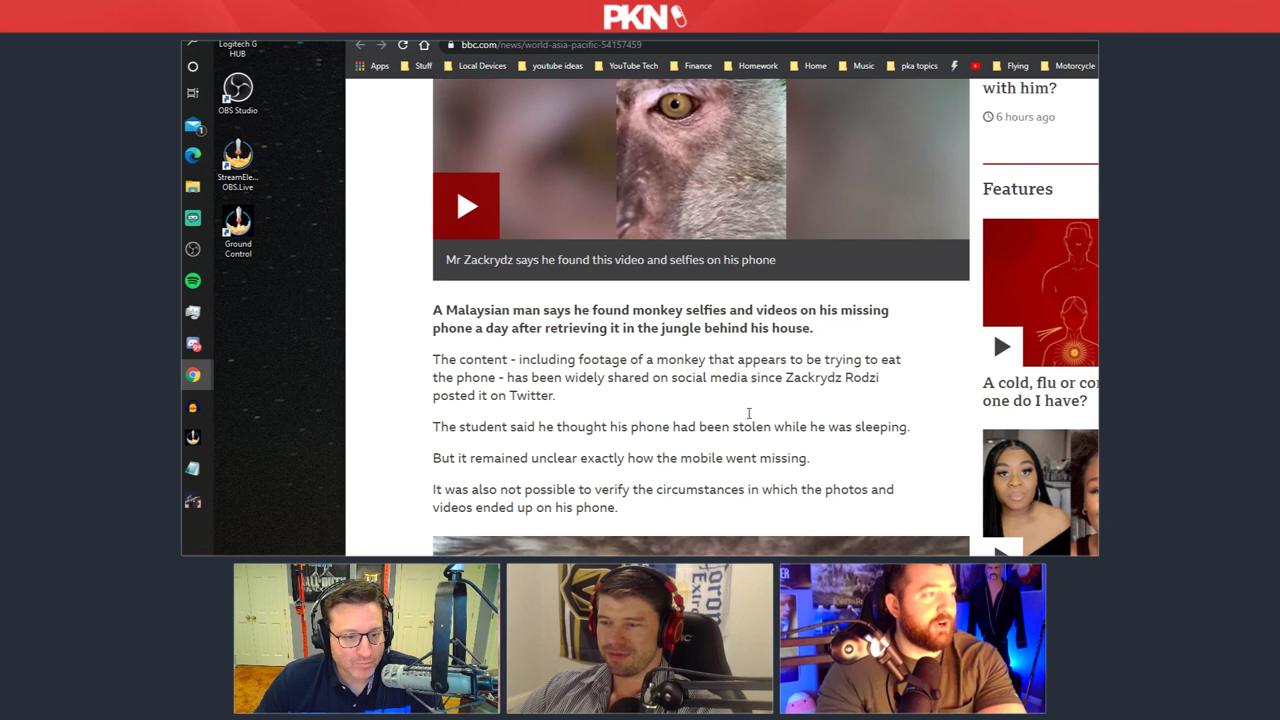 PKN
Logitech G
HUB
OBS Studio
StreamEle...
OBS.Live
Ground
Control
1
bbc.com/news/world-asia-pacific-54157459
Apps
Stuff
Local Devices
youtube ideas
YouTube Tech
Finance
Homework
Home
Music
pka topics
Flying
Motorcycle
Mr Zackrydz says he found this video and selfies on his phone
A Malaysian man says he found monkey selfies and videos on his missing
phone a day after retrieving it in the jungle behind his house.
The content - including footage of a monkey that appears to be trying to eat
the phone - has been widely shared on social media since Zackrydz Rodzi
posted it on Twitter.
The student said he thought his phone had been stolen while he was sleeping.
But it remained unclear exactly how the mobile went missing.
It was also not possible to verify the circumstances in which the photos and
videos ended up on his phone.
with him?
6 hours ago
Features
A cold, flu or co
one do I have?